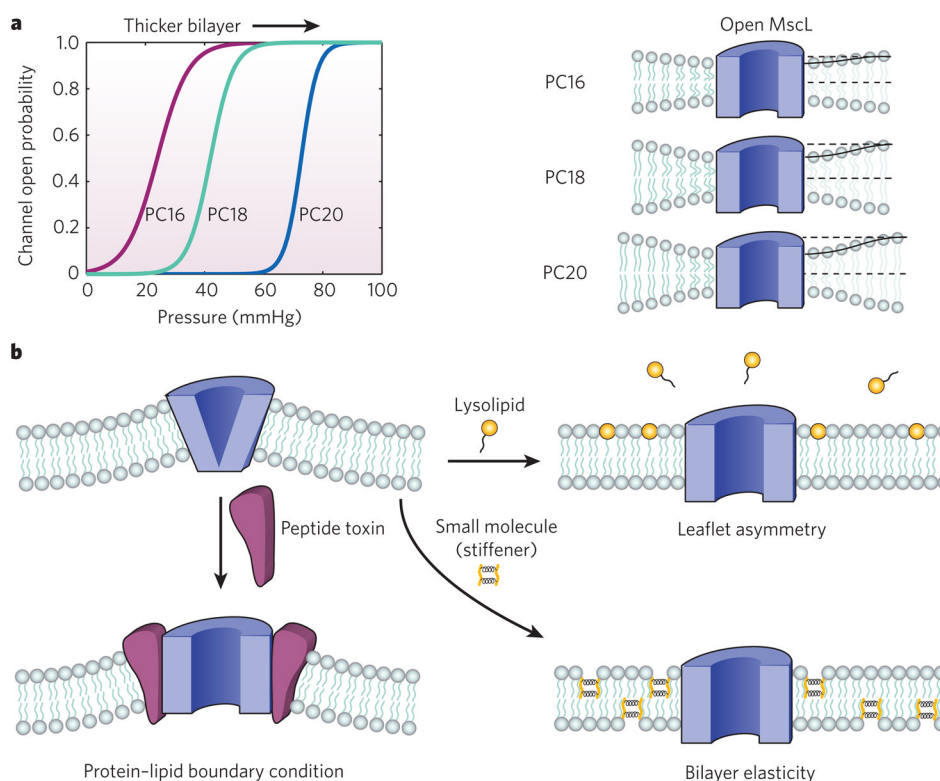 a
Thicker bilayer
Channel open probability
1.0
0.8
0.6
0.4
0.2
0
PC16
PC18
PC20
0
20
40
60
80
100
Pressure (mmHg)
Open MscL
PC16
PC18
PC20
b
Lysolipid
Leaflet asymmetry
Peptide toxin
Small molecule
(stiffener)
Protein–lipid boundary condition
Bilayer elasticity